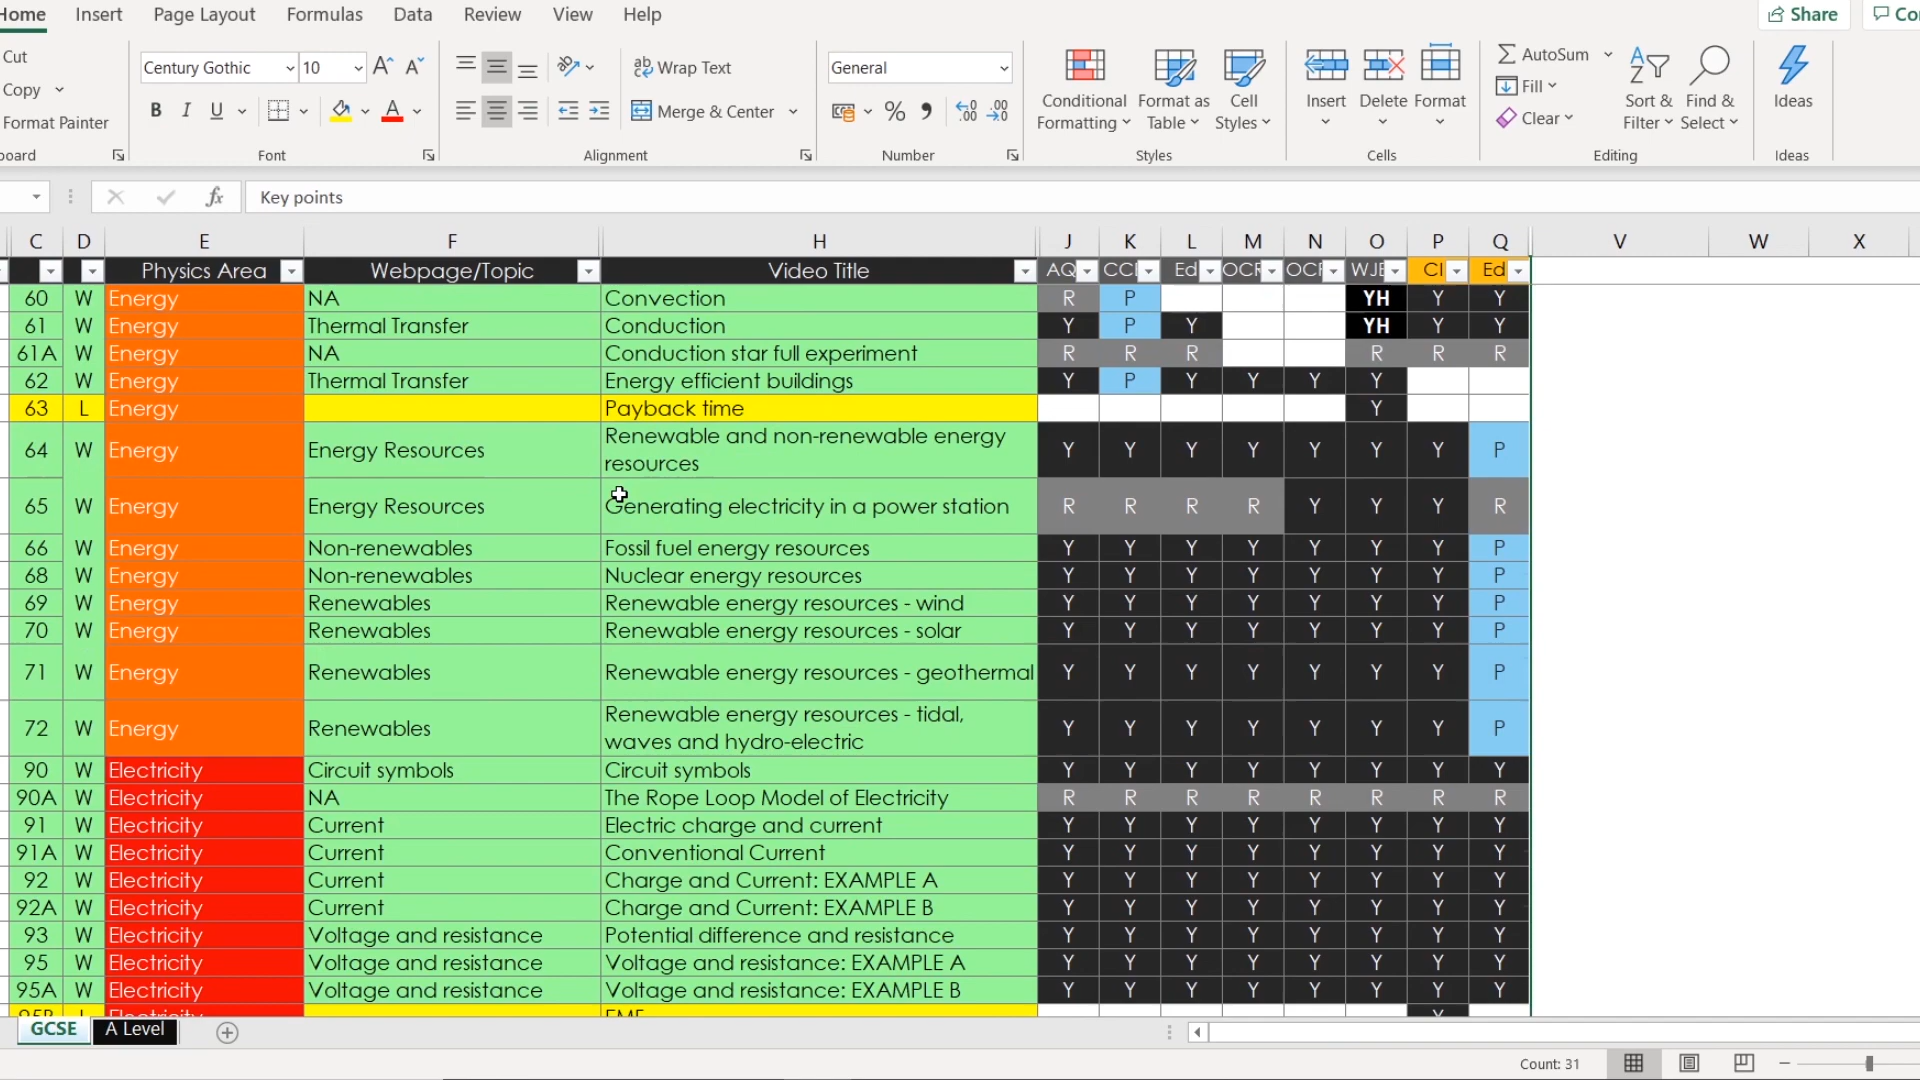 Home Insert Page Layout Formulas Data Review View Help Share
Cut
Copy
Format Painter
Century Gothic 10
B I U
Wrap Text
Merge & Center
General
Conditional Formatting
Format as Table
Cell Styles
Insert Delete Format
AutoSum
Fill
Clear
Sort & Filter
Find & Select
Ideas
Font Alignment Number Styles Cells Editing Ideas
fx Key points
C D E F H J K L M N O P Q V W X
Physics Area Webpage/Topic Video Title AQ Ed WJE CI Ed
60 W Energy NA Convection R P YH Y Y
61 W Energy Thermal Transfer Conduction Y P Y YH Y Y
61A W Energy NA Conduction star full experiment R R R R R R
62 W Energy Thermal Transfer Energy efficient buildings Y P Y Y Y Y
63 L Energy Payback time Y
64 W Energy Energy Resources Renewable and non-renewable energy resources Y Y Y Y Y Y Y P
65 W Energy Energy Resources Generating electricity in a power station R R R R Y Y Y R
66 W Energy Non-renewables Fossil fuel energy resources Y Y Y Y Y Y Y P
68 W Energy Non-renewables Nuclear energy resources Y Y Y Y Y Y Y P
69 W Energy Renewables Renewable energy resources - wind Y Y Y Y Y Y Y P
70 W Energy Renewables Renewable energy resources - solar Y Y Y Y Y Y Y P
71 W Energy Renewables Renewable energy resources - geothermal Y Y Y Y Y Y Y P
72 W Energy Renewables Renewable energy resources - tidal, waves and hydro-electric Y Y Y Y Y Y Y P
90 W Electricity Circuit symbols Circuit symbols Y Y Y Y Y Y Y Y
90A W Electricity NA The Rope Loop Model of Electricity R R R R R R R R
91 W Electricity Current Electric charge and current Y Y Y Y Y Y Y Y
91A W Electricity Current Conventional Current Y Y Y Y Y Y Y Y
92 W Electricity Current Charge and Current: EXAMPLE A Y Y Y Y Y Y Y Y
92A W Electricity Current Charge and Current: EXAMPLE B Y Y Y Y Y Y Y Y
93 W Electricity Voltage and resistance Potential difference and resistance Y Y Y Y Y Y Y Y
95 W Electricity Voltage and resistance Voltage and resistance: EXAMPLE A Y Y Y Y Y Y Y Y
95A W Electricity Voltage and resistance Voltage and resistance: EXAMPLE B Y Y Y Y Y Y Y Y
95B L Electricity EMF Y
GCSE A Level
Count: 31